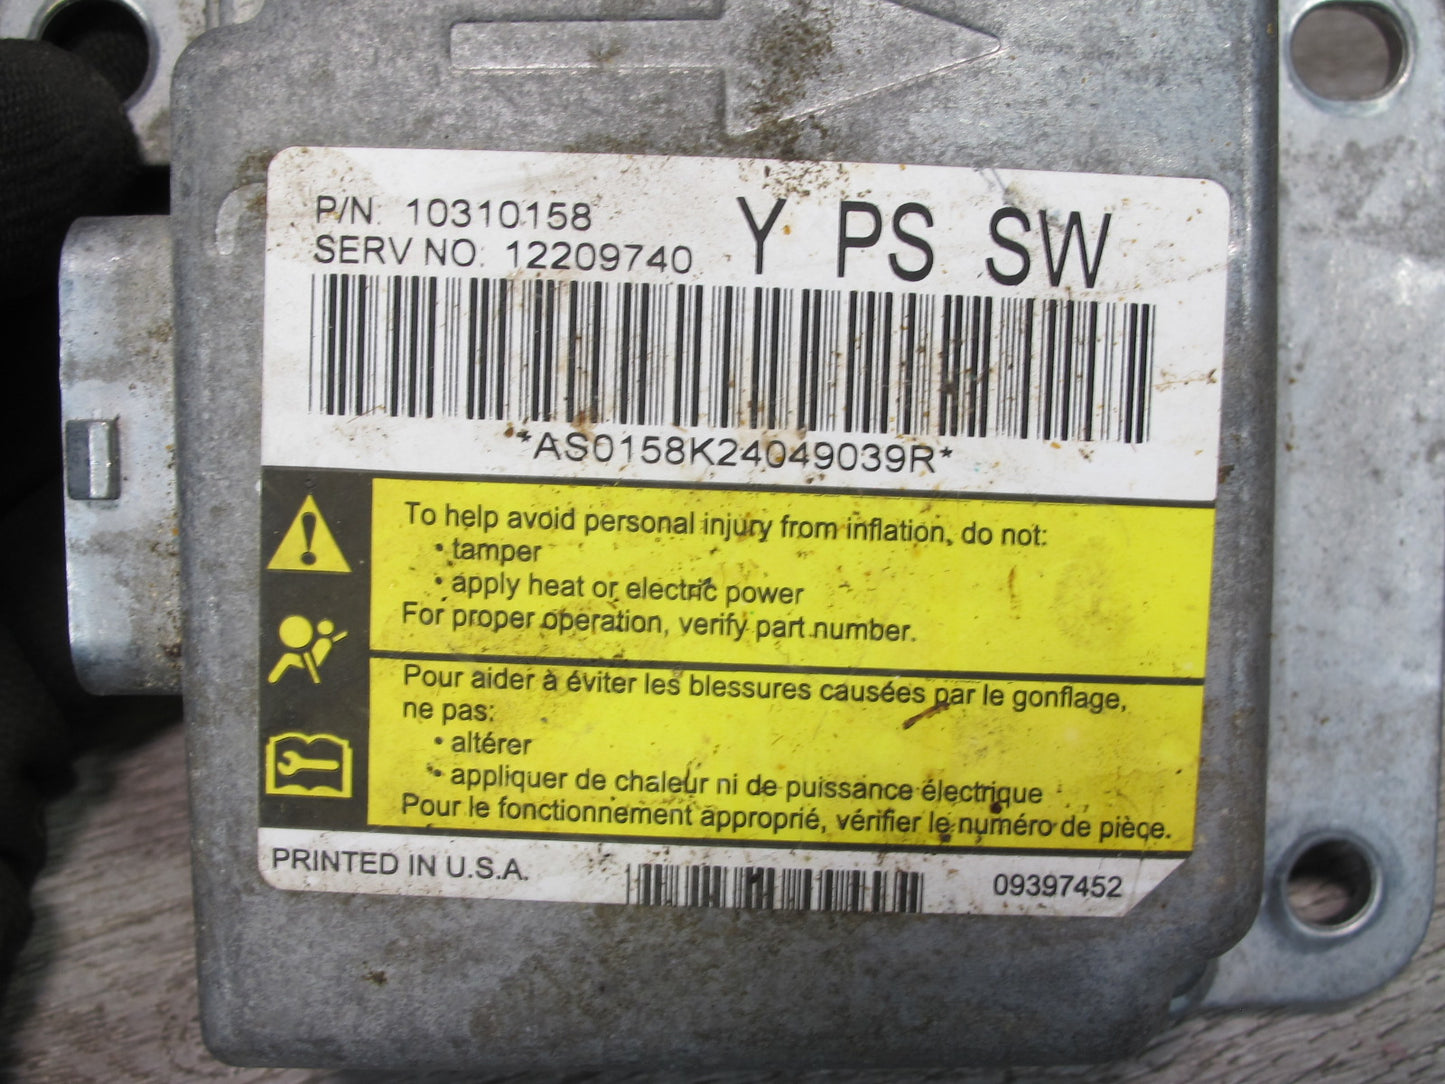 P/N: 10310158
SERV NO: 12209740
Y PS SW
*AS0158K24049039R*
To help avoid personal injury from inflation, do not:
• tamper
• apply heat or electric power
For proper operation, verify part number.
Pour aider à éviter les blessures causées par le gonflage,
ne pas:
• altérer
• appliquer de chaleur ni de puissance électrique
Pour le fonctionnement approprié, vérifier le numéro de pièce.
PRINTED IN U.S.A.
09397452